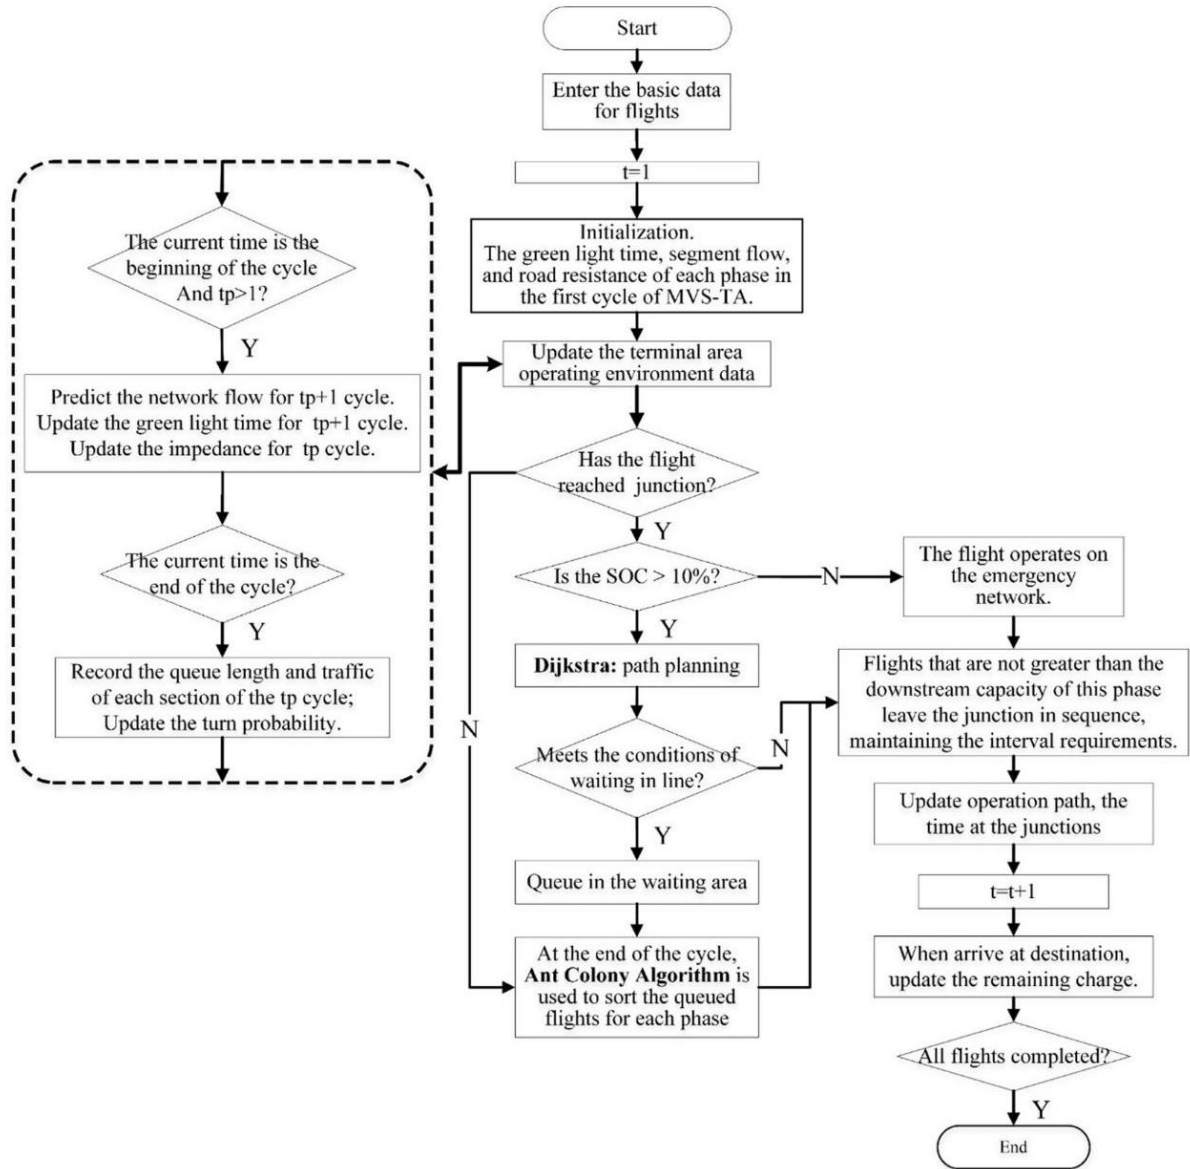 Start
Enter the basic data
for flights
t=1
Initialization.
The green light time, segment flow,
and road resistance of each phase in
the first cycle of MVS-TA.
Update the terminal area
operating environment data
The current time is the
beginning of the cycle
And tp>1?
Y
Predict the network flow for tp+1 cycle.
Update the green light time for tp+1 cycle.
Update the impedance for tp cycle.
The current time is the
end of the cycle?
Y
Record the queue length and traffic
of each section of the tp cycle;
Update the turn probability.
Has the flight
reached junction?
Y
N
Is the SOC > 10%?
N
Y
Dijkstra: path planning
Meets the conditions of
waiting in line?
N
Y
Queue in the waiting area
At the end of the cycle,
Ant Colony Algorithm is
used to sort the queued
flights for each phase
The flight operates on
the emergency
network.
Flights that are not greater than the
downstream capacity of this phase
leave the junction in sequence,
maintaining the interval requirements.
Update operation path, the
time at the junctions
t=t+1
When arrive at destination,
update the remaining charge.
All flights completed?
Y
End